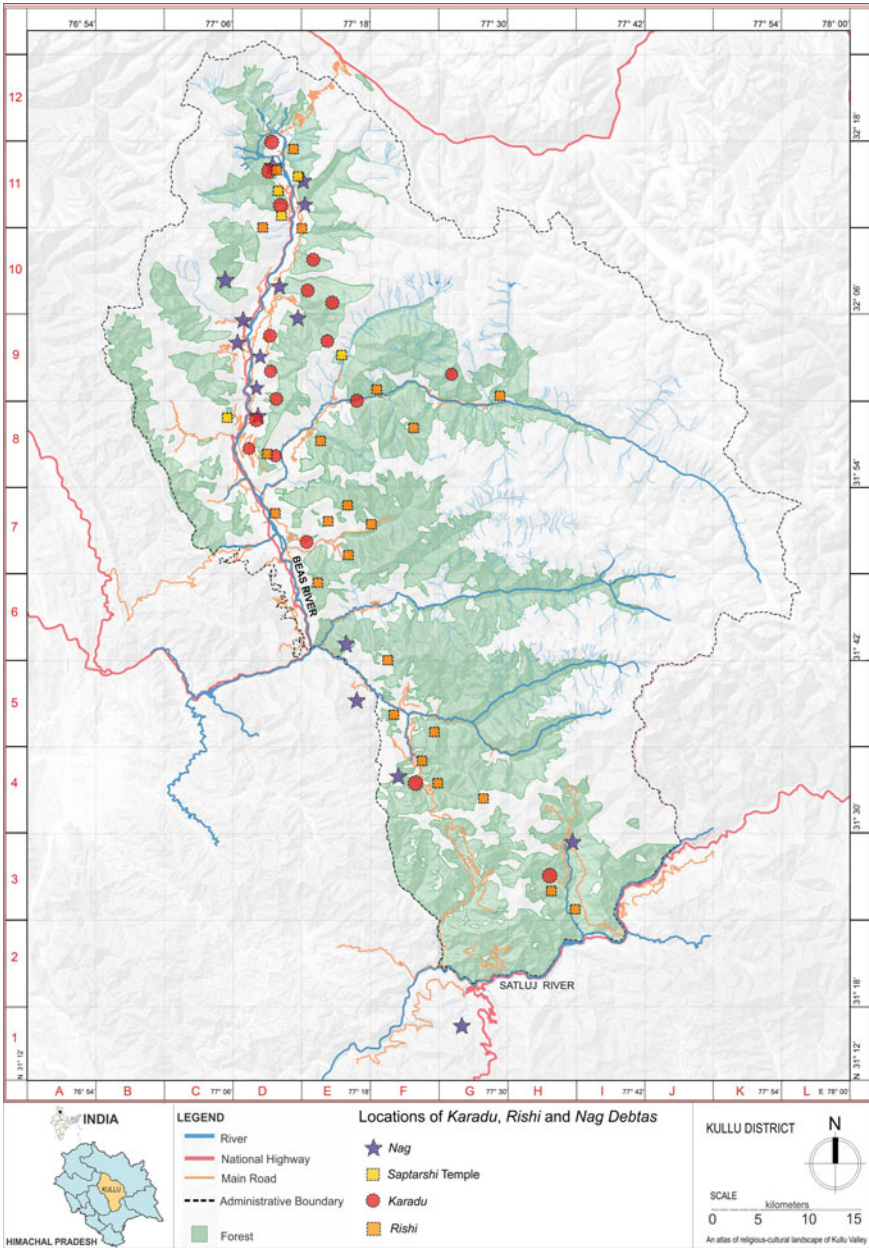 76° 54'
77° 06'
77° 18'
77° 30'
77° 42'
77° 54'
78° 00'
12
11
10
9
8
7
6
5
4
3
2
1
32° 18'
32° 06'
31° 54'
31° 42'
31° 30'
31° 18'
31° 12'
BEAS RIVER
SATLUJ RIVER
N 31° 12'
A
76° 54'
B
C
77° 06'
D
E
77° 18'
F
G
77° 30'
H
I
77° 42'
J
K
77° 54'
L
E 78° 00'
INDIA
KULLU
HIMACHAL PRADESH
LEGEND
River
National Highway
Main Road
Administrative Boundary
Forest
Locations of Karadu, Rishi and Nag Debtas
Nag
Saptarshi Temple
Karadu
Rishi
KULLU DISTRICT
N
SCALE
kilometers
0 5 10 15
An atlas of religious-cultural landscape of Kullu Valley